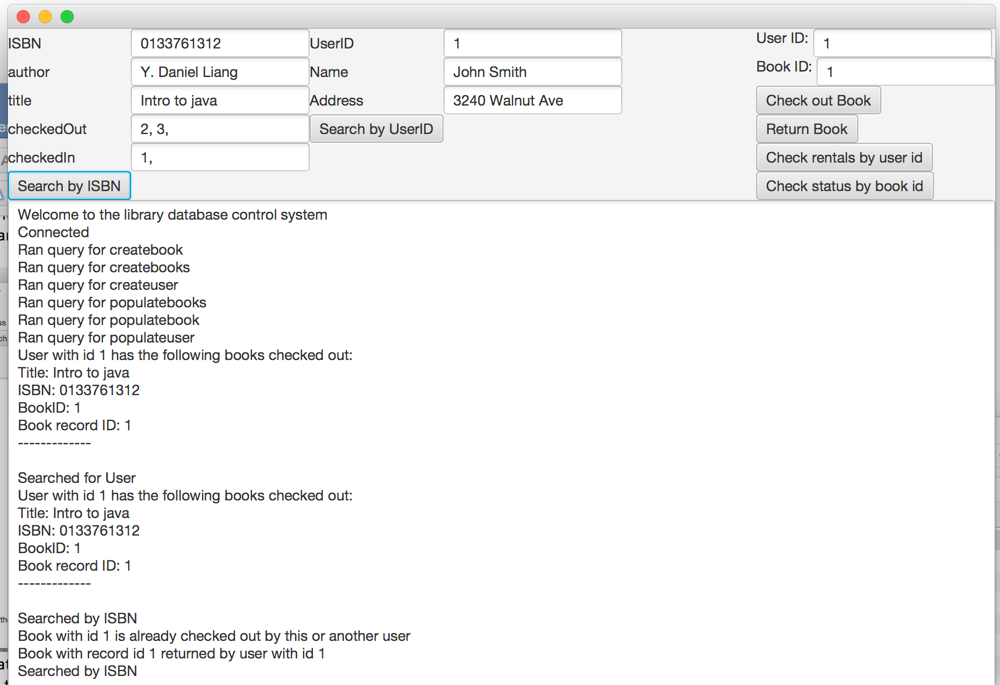 ISBN 0133761312 UserID 1 User ID: 1
author Y. Daniel Liang Name John Smith Book ID: 1
title Intro to java Address 3240 Walnut Ave Check out Book
checkedOut 2, 3, Search by UserID Return Book
checkedIn 1, Check rentals by user id
Search by ISBN Check status by book id
Welcome to the library database control system
Connected
Ran query for createbook
Ran query for createbooks
Ran query for createuser
Ran query for populatebooks
Ran query for populatebook
Ran query for populateuser
User with id 1 has the following books checked out:
Title: Intro to java
ISBN: 0133761312
BookID: 1
Book record ID: 1
-------------
Searched for User
User with id 1 has the following books checked out:
Title: Intro to java
ISBN: 0133761312
BookID: 1
Book record ID: 1
-------------
Searched by ISBN
Book with id 1 is already checked out by this or another user
Book with record id 1 returned by user with id 1
Searched by ISBN